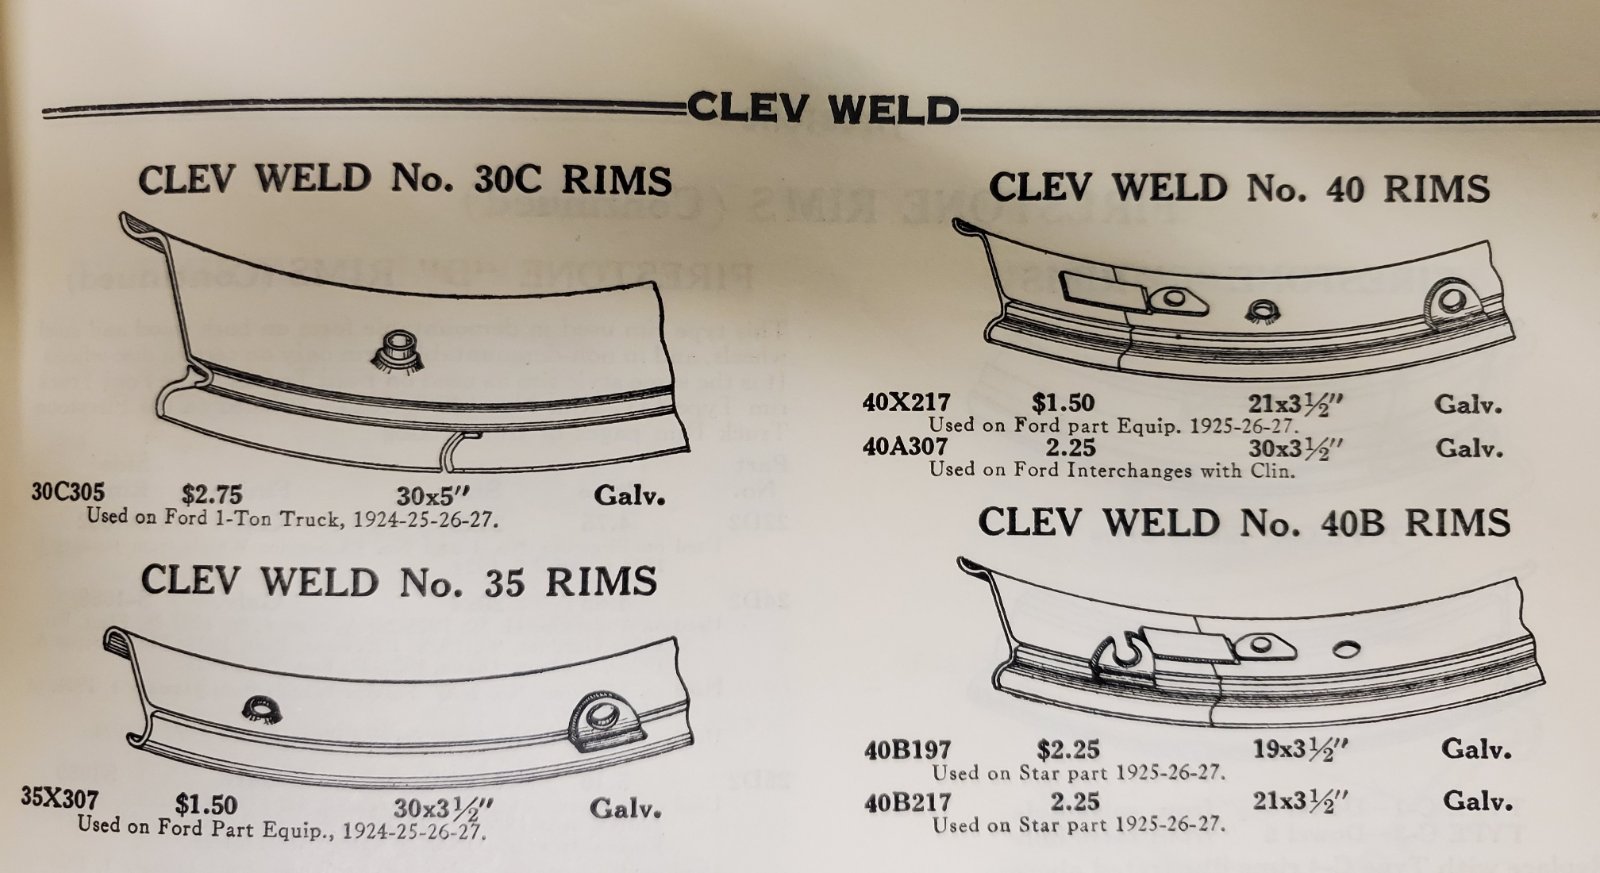 CLEV WELD
CLEV WELD No. 30C RIMS
30C305 $2.75 30x5″ Galv.
Used on Ford 1-Ton Truck, 1924-25-26-27.
CLEV WELD No. 35 RIMS
35X307 $1.50 30x3½″ Galv.
Used on Ford Part Equip., 1924-25-26-27.
CLEV WELD No. 40 RIMS
40X217 $1.50 21x3½″ Galv.
Used on Ford part Equip. 1925-26-27.
40A307 2.25 30x3½″ Galv.
Used on Ford Interchanges with Clin.
CLEV WELD No. 40B RIMS
40B197 $2.25 19x3½″ Galv.
Used on Star part 1925-26-27.
40B217 2.25 21x3½″ Galv.
Used on Star part 1925-26-27.